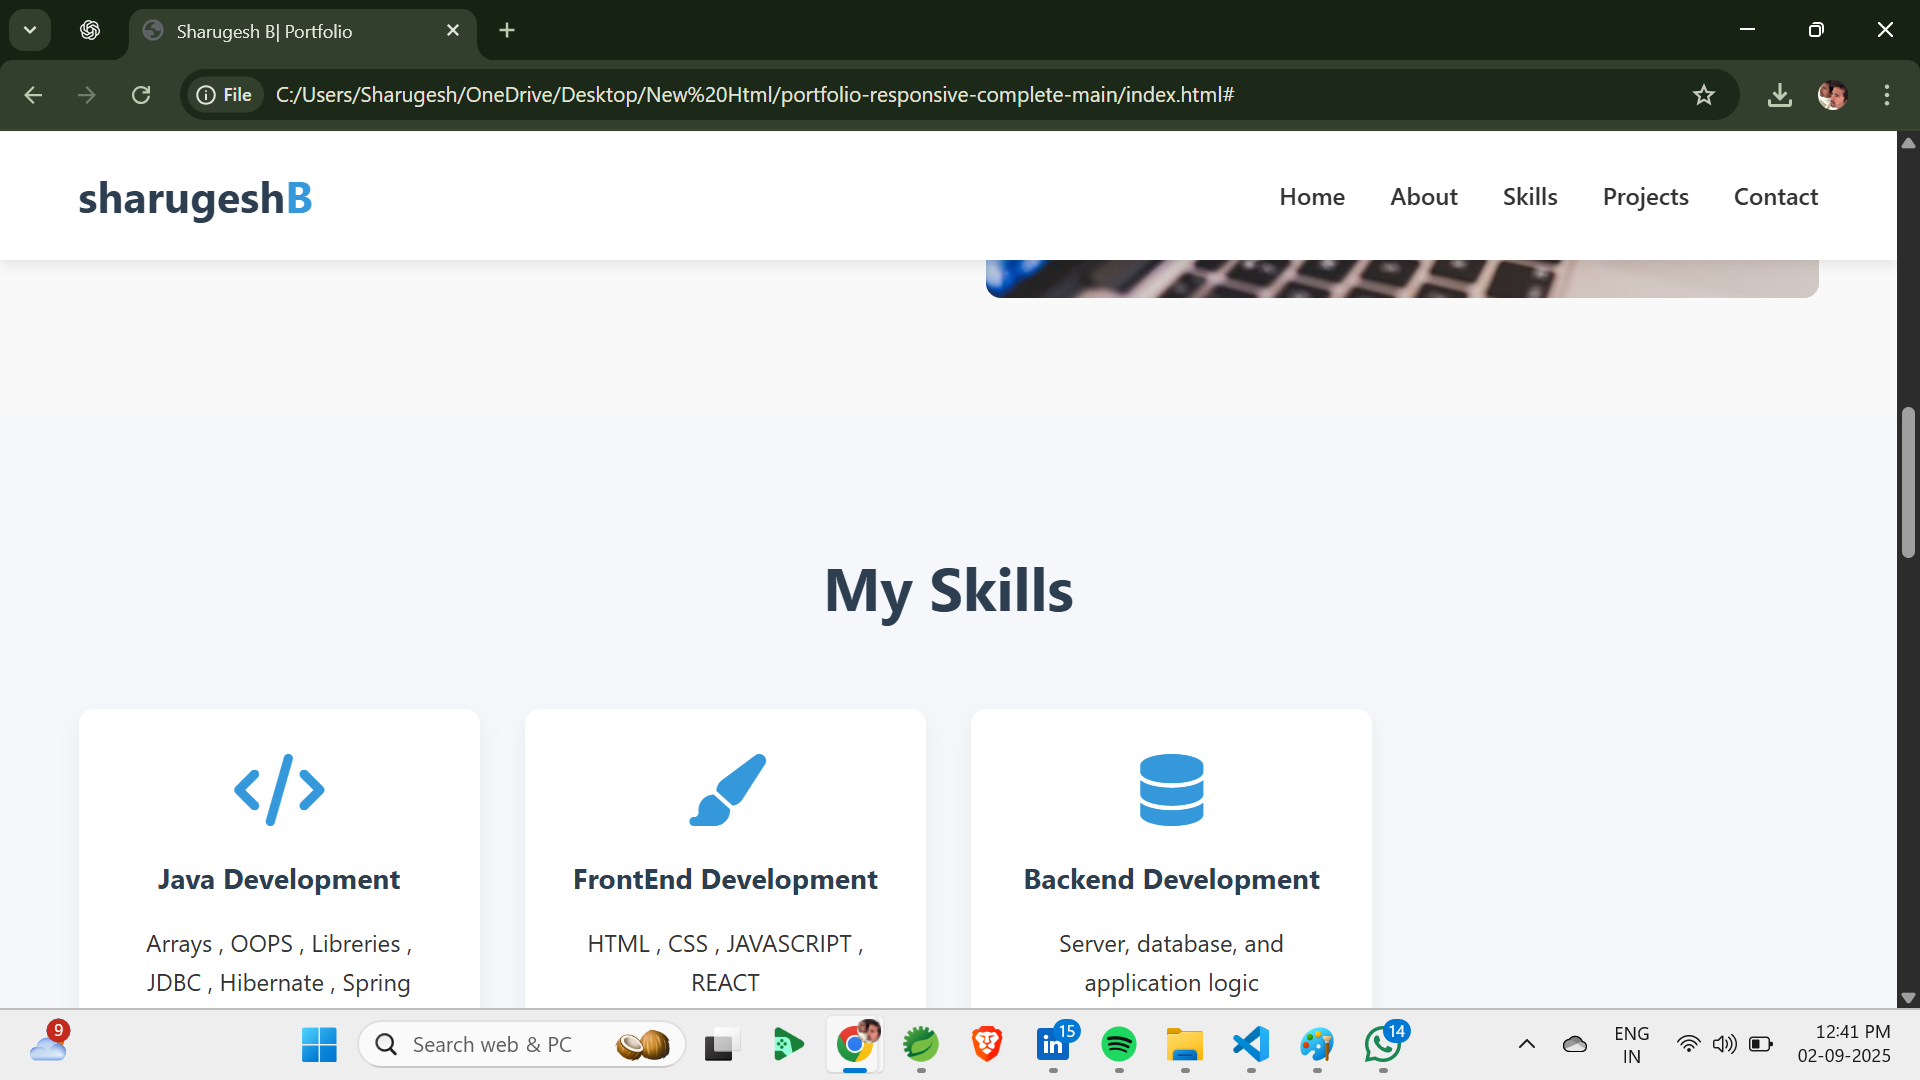 Sharugesh B| Portfolio
File
C:/Users/Sharugesh/OneDrive/Desktop/New%20Html/portfolio-responsive-complete-main/index.html#
sharugeshB
Home
About
Skills
Projects
Contact
My Skills
Java Development
Arrays , OOPS , Libreries ,
JDBC , Hibernate , Spring
FrontEnd Development
HTML , CSS , JAVASCRIPT ,
REACT
Backend Development
Server, database, and
application logic
9
Search web & PC
in
15
14
ENG
IN
12:41 PM
02-09-2025